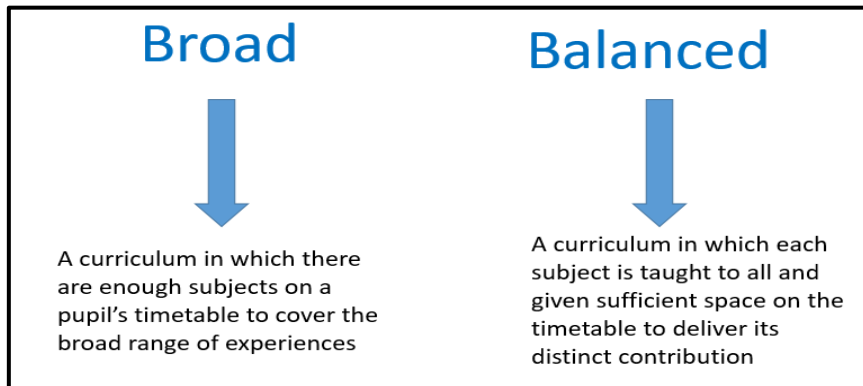 Broad
A curriculum in which there
are enough subjects on a
pupil's timetable to cover the
broad range of experiences
Balanced
A curriculum in which each
subject is taught to all and
given sufficient space on the
timetable to deliver its
distinct contribution